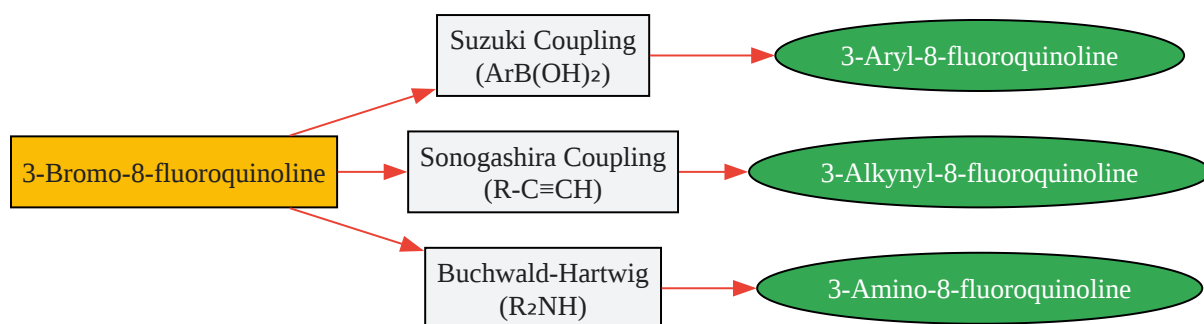 Suzuki Coupling
(ArB(OH)₂)
3-Aryl-8-fluoroquinoline
3-Bromo-8-fluoroquinoline
Sonogashira Coupling
(R-C≡CH)
3-Alkynyl-8-fluoroquinoline
Buchwald-Hartwig
(R₂NH)
3-Amino-8-fluoroquinoline